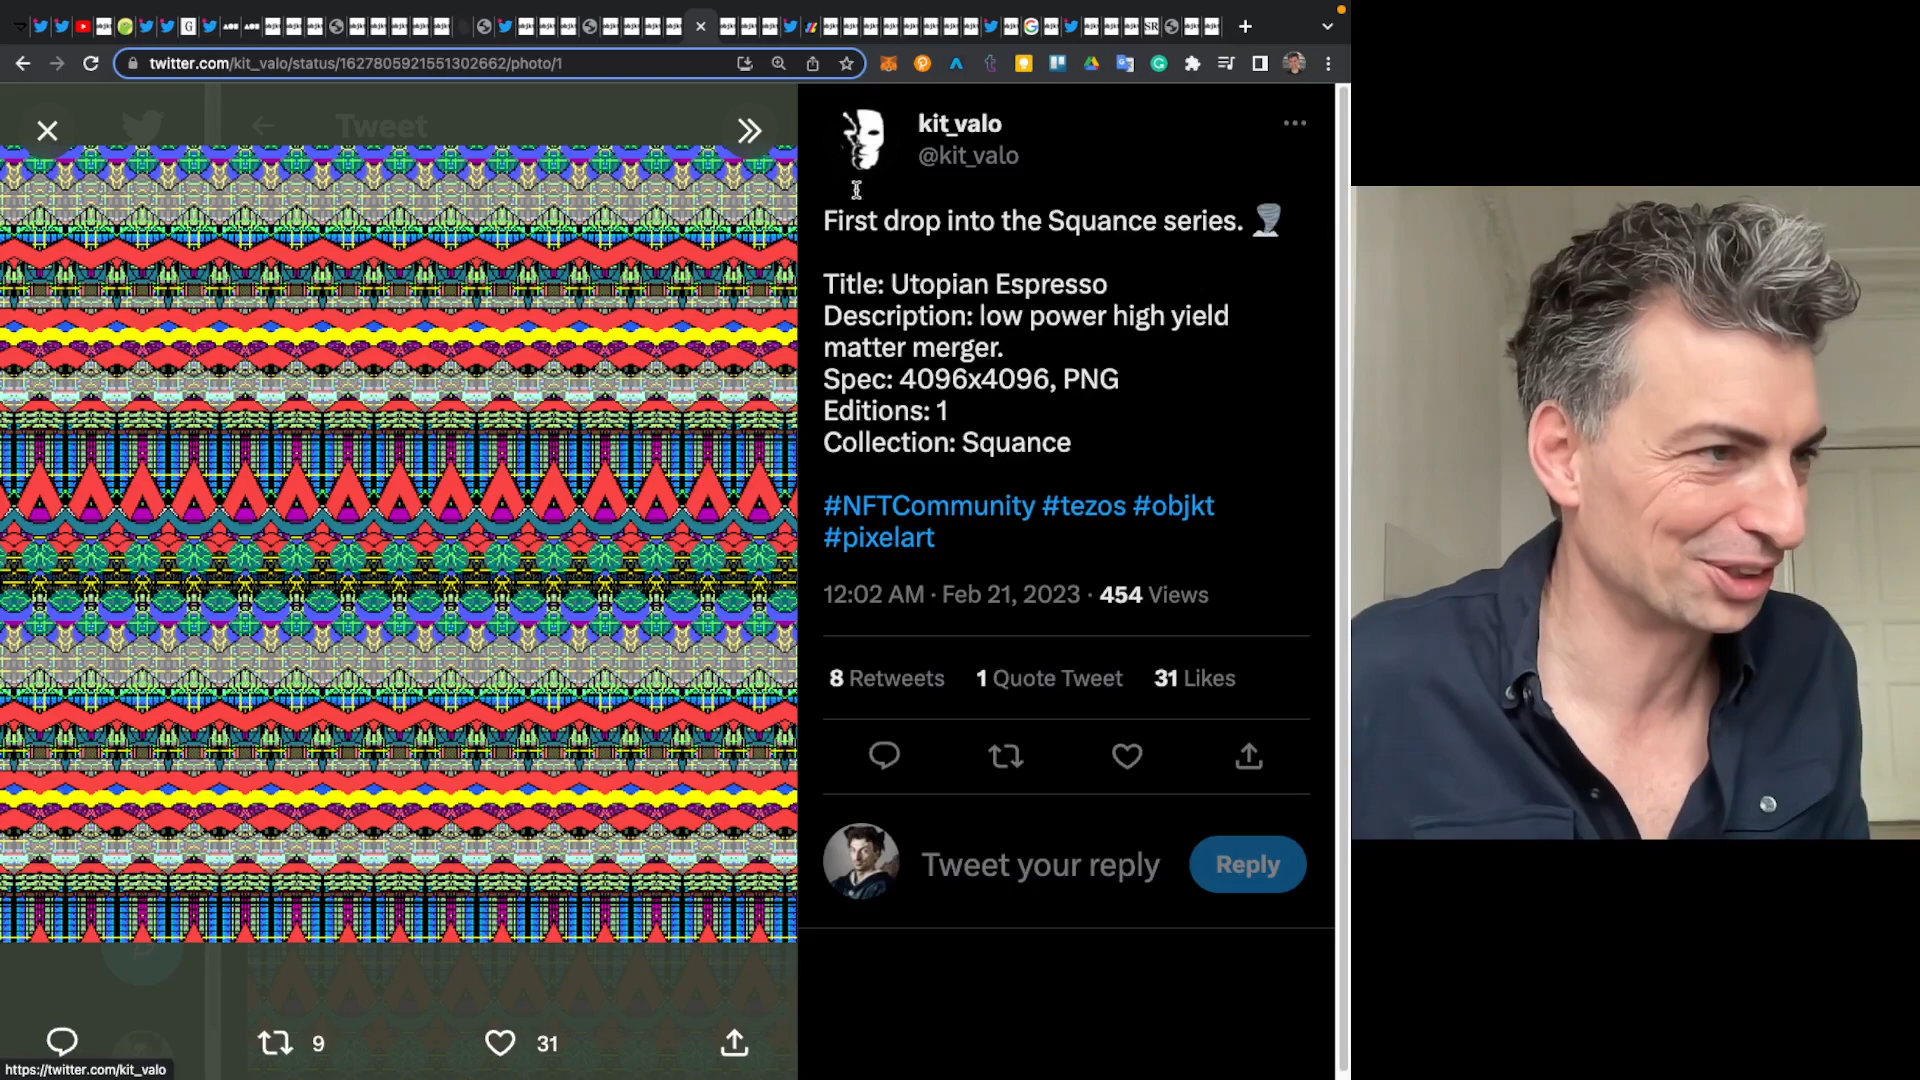 twitter.com/kit_valo/status/1627805921551302662/photo/1
Tweet
kit_valo
@kit_valo
First drop into the Squance series.
Title: Utopian Espresso
Description: low power high yield
matter merger.
Spec: 4096x4096, PNG
Editions: 1
Collection: Squance
#NFTCommunity #tezos #objkt
#pixelart
12:02 AM · Feb 21, 2023 · 454 Views
8 Retweets 1 Quote Tweet 31 Likes
Tweet your reply
Reply
9
31
https://twitter.com/kit_valo